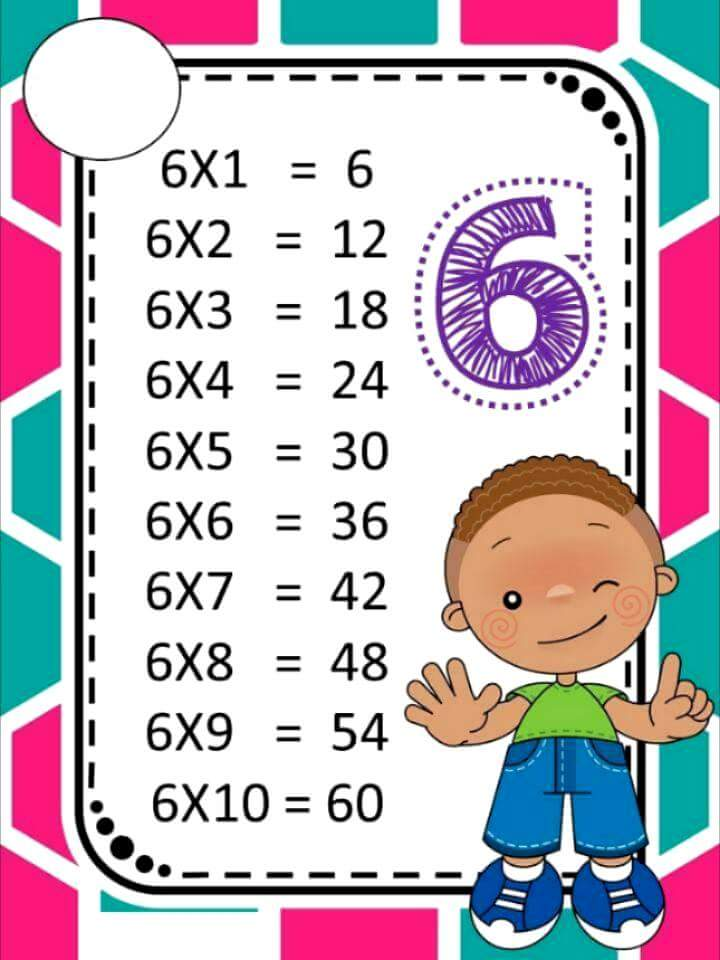 6X1 = 6
6X2 = 12
6X3 = 18
6X4 = 24
6X5 = 30
6X6 = 36
6X7 = 42
6X8 = 48
6X9 = 54
6X10 = 60
6